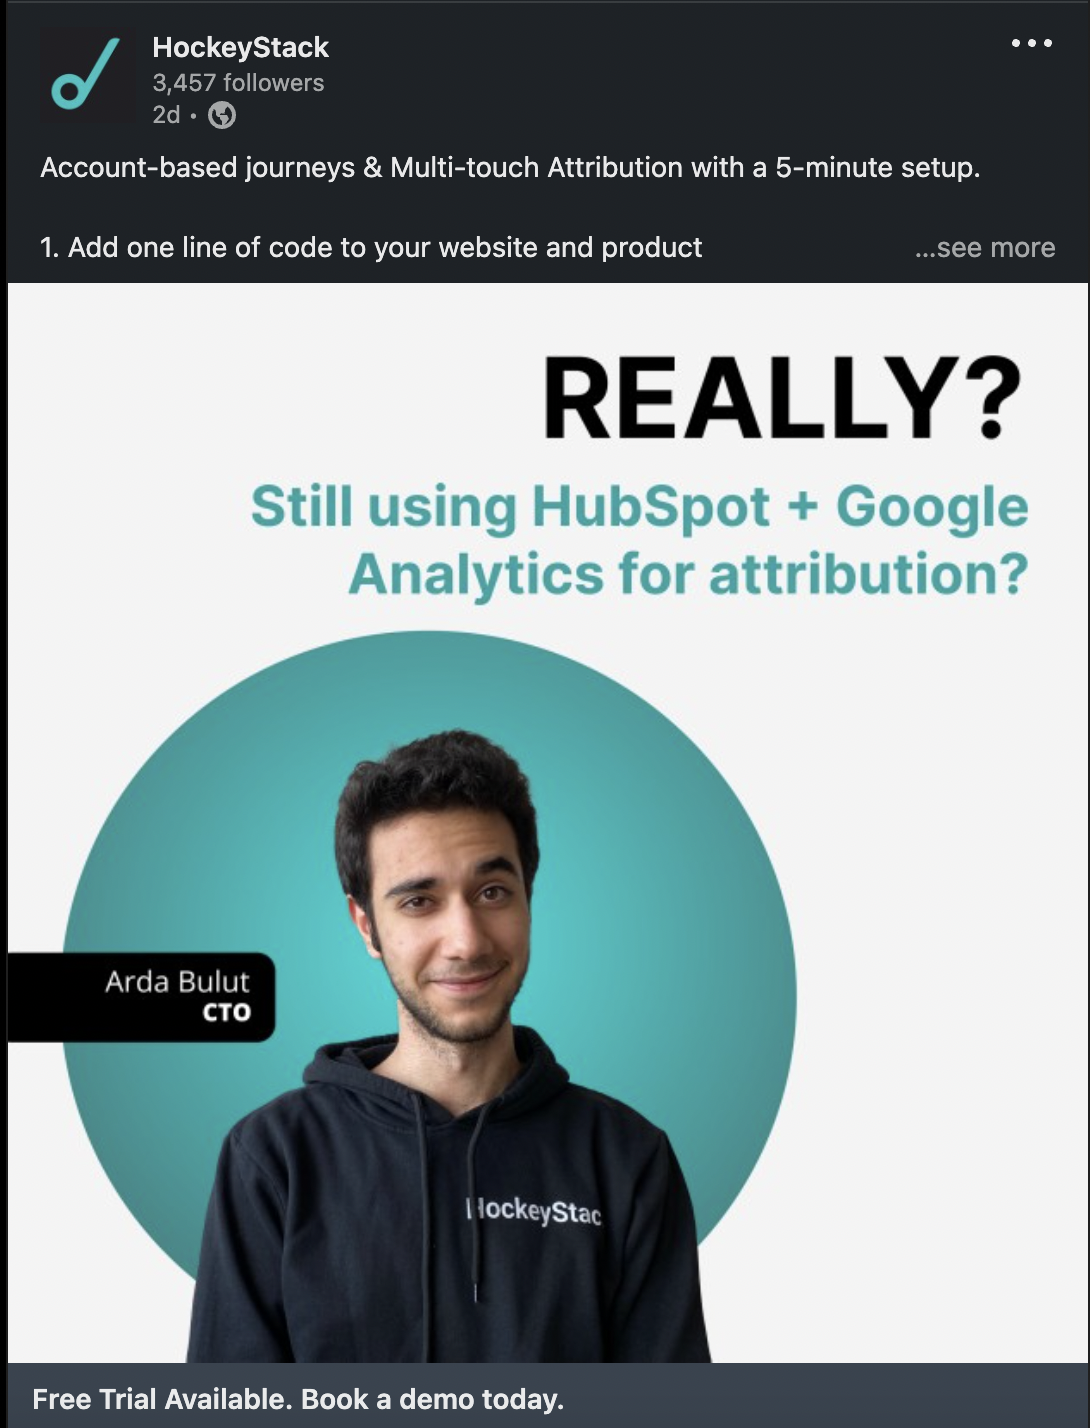 HockeyStack
3,457 followers
2d •
Account-based journeys & Multi-touch Attribution with a 5-minute setup.
1. Add one line of code to your website and product ...see more
REALLY?
Still using HubSpot + Google
Analytics for attribution?
Arda Bulut
CTO
HockeyStac
Free Trial Available. Book a demo today.